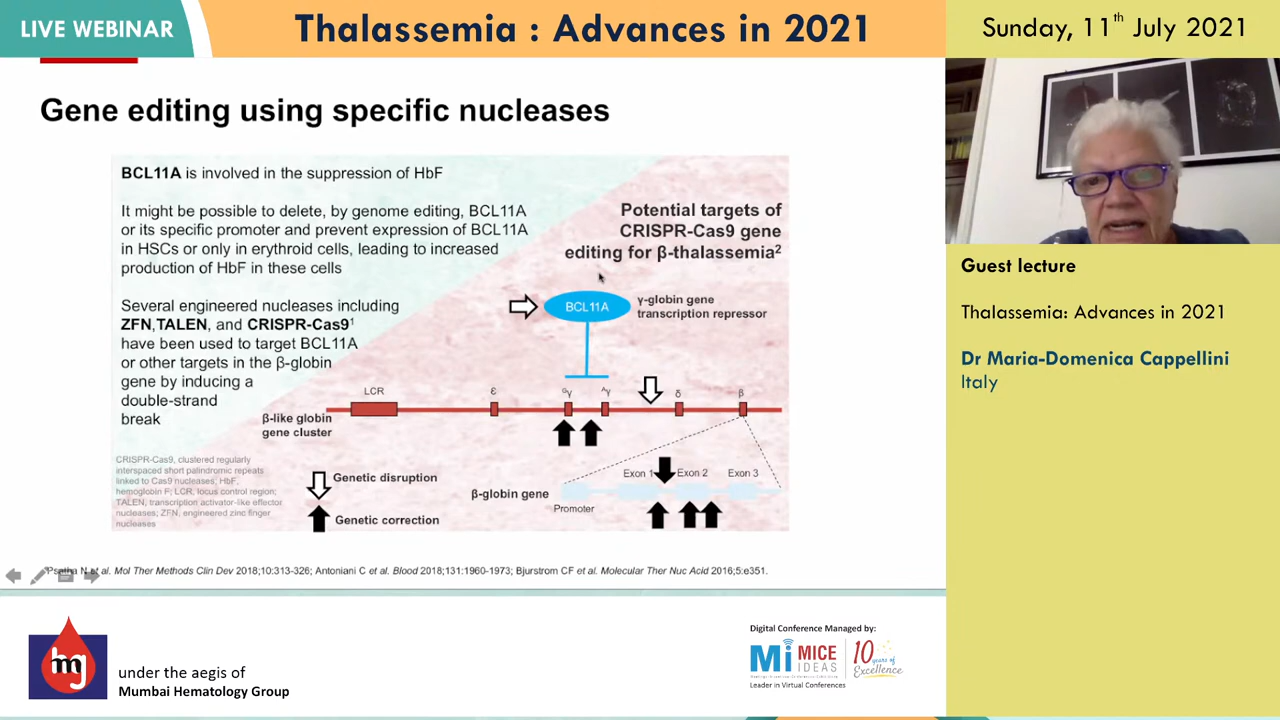 LIVE WEBINAR
Thalassemia : Advances in 2021
Sunday, 11th July 2021
Gene editing using specific nucleases
BCL11A is involved in the suppression of HbF
It might be possible to delete, by genome editing, BCL11A
or its specific promoter and prevent expression of BCL11A
in HSCs or only in erythroid cells, leading to increased
production of HbF in these cells
Several engineered nucleases including
ZFN,TALEN, and CRISPR-Cas9¹
have been used to target BCL11A
or other targets in the β-globin
gene by inducing a
double-strand
break
Potential targets of
CRISPR-Cas9 gene
editing for β-thalassemia²
BCL11A
γ-globin gene
transcription repressor
LCR
ε
ᴳγ
ᴬγ
δ
β
β-like globin
gene cluster
Genetic disruption
Genetic correction
β-globin gene
Promoter
Exon 1
Exon 2
Exon 3
CRISPR-Cas9, clustered regularly
interspaced short palindromic repeats
linked to Cas9 nucleases, HbF,
hemoglobin F; LCR, locus control region;
TALEN, transcription activator-like effector
nucleases; ZFN, engineered zinc finger
nucleases
N et al. Mol Ther Methods Clin Dev 2018;10:313-326; Antoniani C et al. Blood 2018;131:1960-1973; Bjurstrom CF et al. Molecular Ther Nuc Acid 2016;5:e351.
Guest lecture
Thalassemia: Advances in 2021
Dr Maria-Domenica Cappellini
Italy
mg
under the aegis of
Mumbai Hematology Group
Digital Conference Managed by:
Mi MICE
IDEAS
10 years of
Excellence
Leader in Virtual Conferences